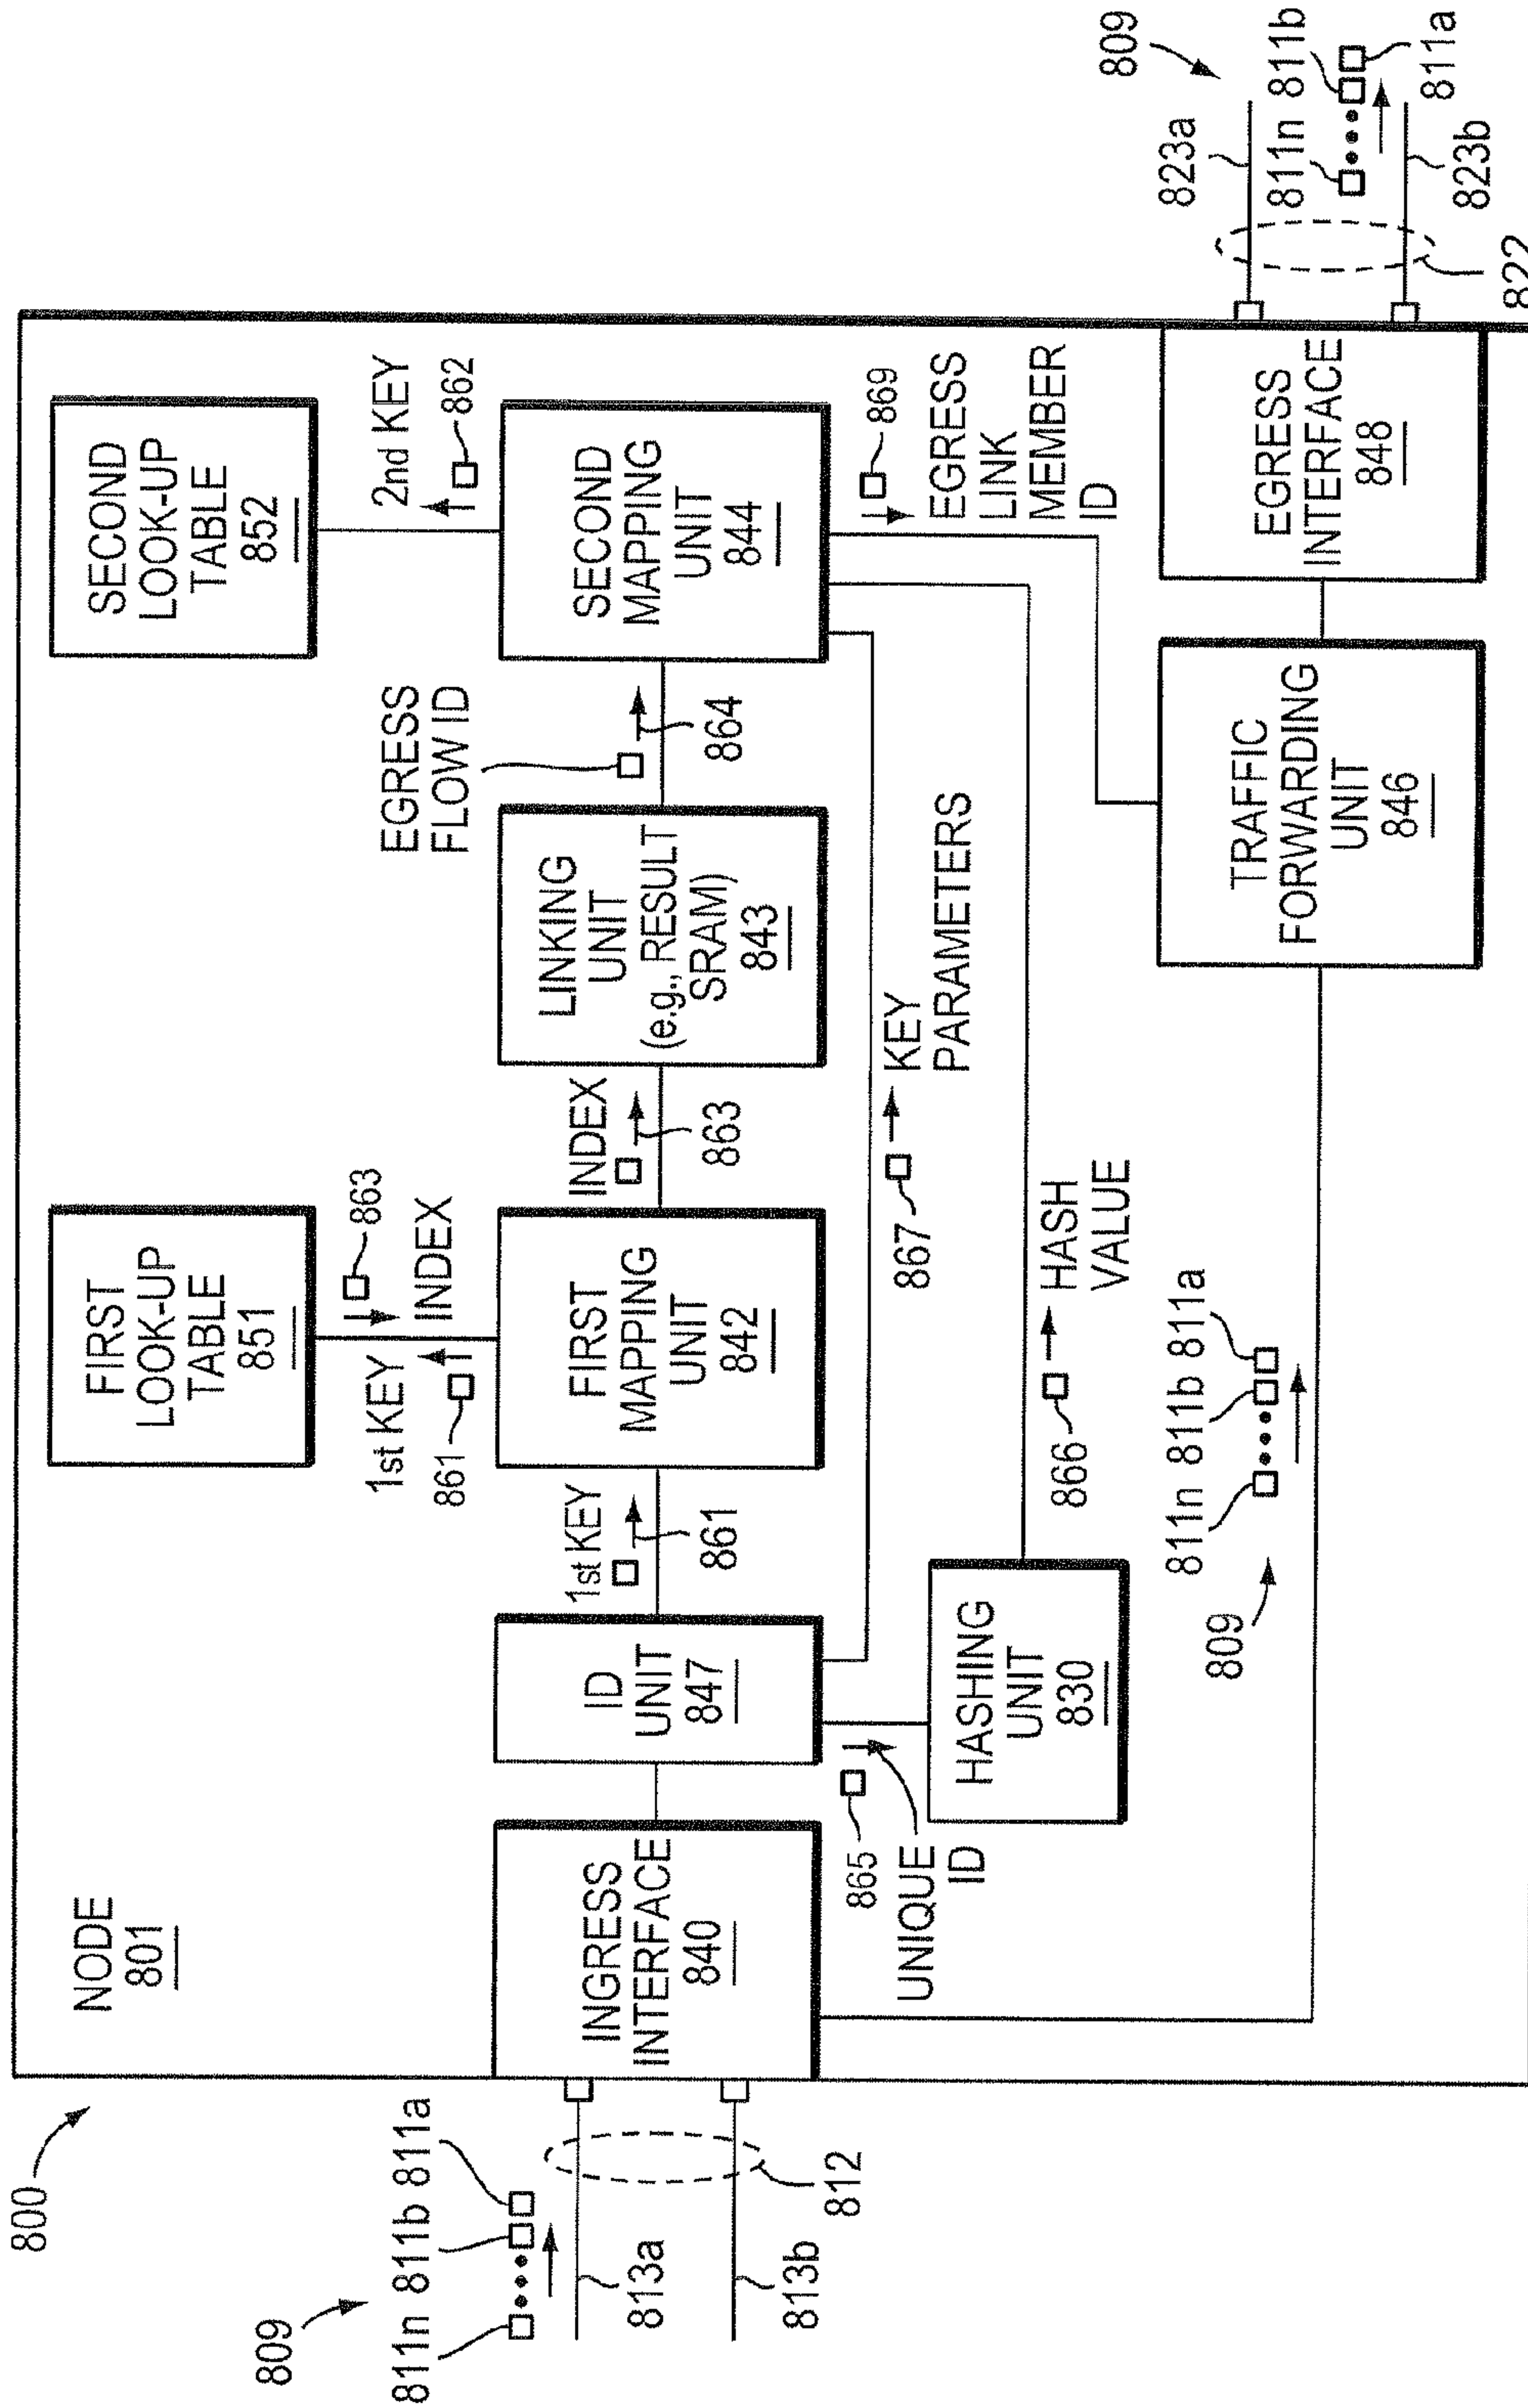 800
NODE
801
FIRST
LOOK-UP
TABLE
851
SECOND
LOOK-UP
TABLE
852
863
INDEX
1st KEY
861
2nd KEY
862
EGRESS
FLOW ID
864
809
811n 811b 811a
813a
813b
812
INGRESS
INTERFACE
840
ID
UNIT
847
1st KEY
861
FIRST
MAPPING
UNIT
842
INDEX
863
LINKING
UNIT
(e.g., RESULT
SRAM)
843
SECOND
MAPPING
UNIT
844
865
UNIQUE
ID
HASHING
UNIT
830
867
KEY
PARAMETERS
866
HASH
VALUE
869
EGRESS
LINK
MEMBER
ID
809
811n 811b 811a
TRAFFIC
FORWARDING
UNIT
846
EGRESS
INTERFACE
848
809
823a
811n 811b
811a
823b
822